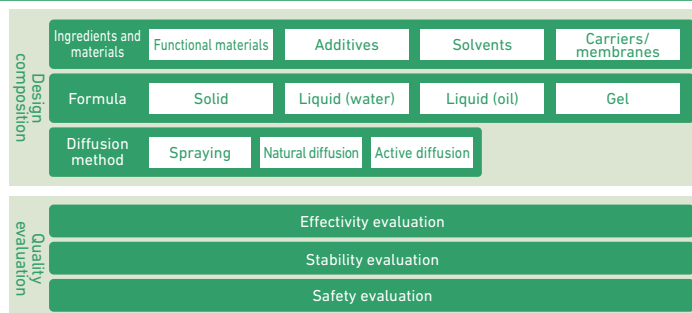 Design
composition
Ingredients and
materials
Functional materials
Additives
Solvents
Carriers/
membranes
Formula
Solid
Liquid (water)
Liquid (oil)
Gel
Diffusion
method
Spraying
Natural diffusion
Active diffusion
Quality
evaluation
Effectivity evaluation
Stability evaluation
Safety evaluation